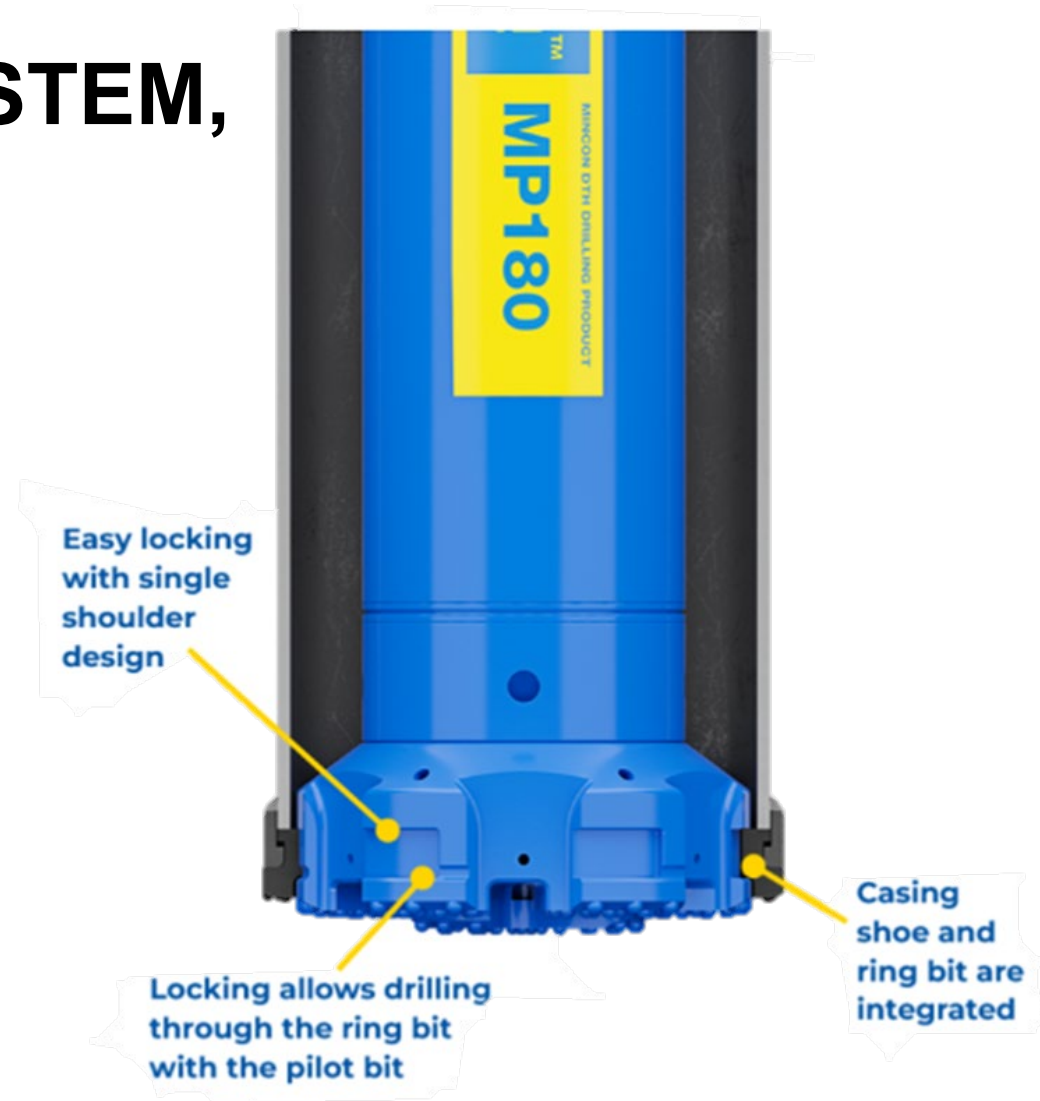 STEM,
TM
MP180
MINCON DTH DRILLING PRODUCT
Easy locking
with single
shoulder
design
Casing
shoe and
ring bit are
integrated
Locking allows drilling
through the ring bit
with the pilot bit